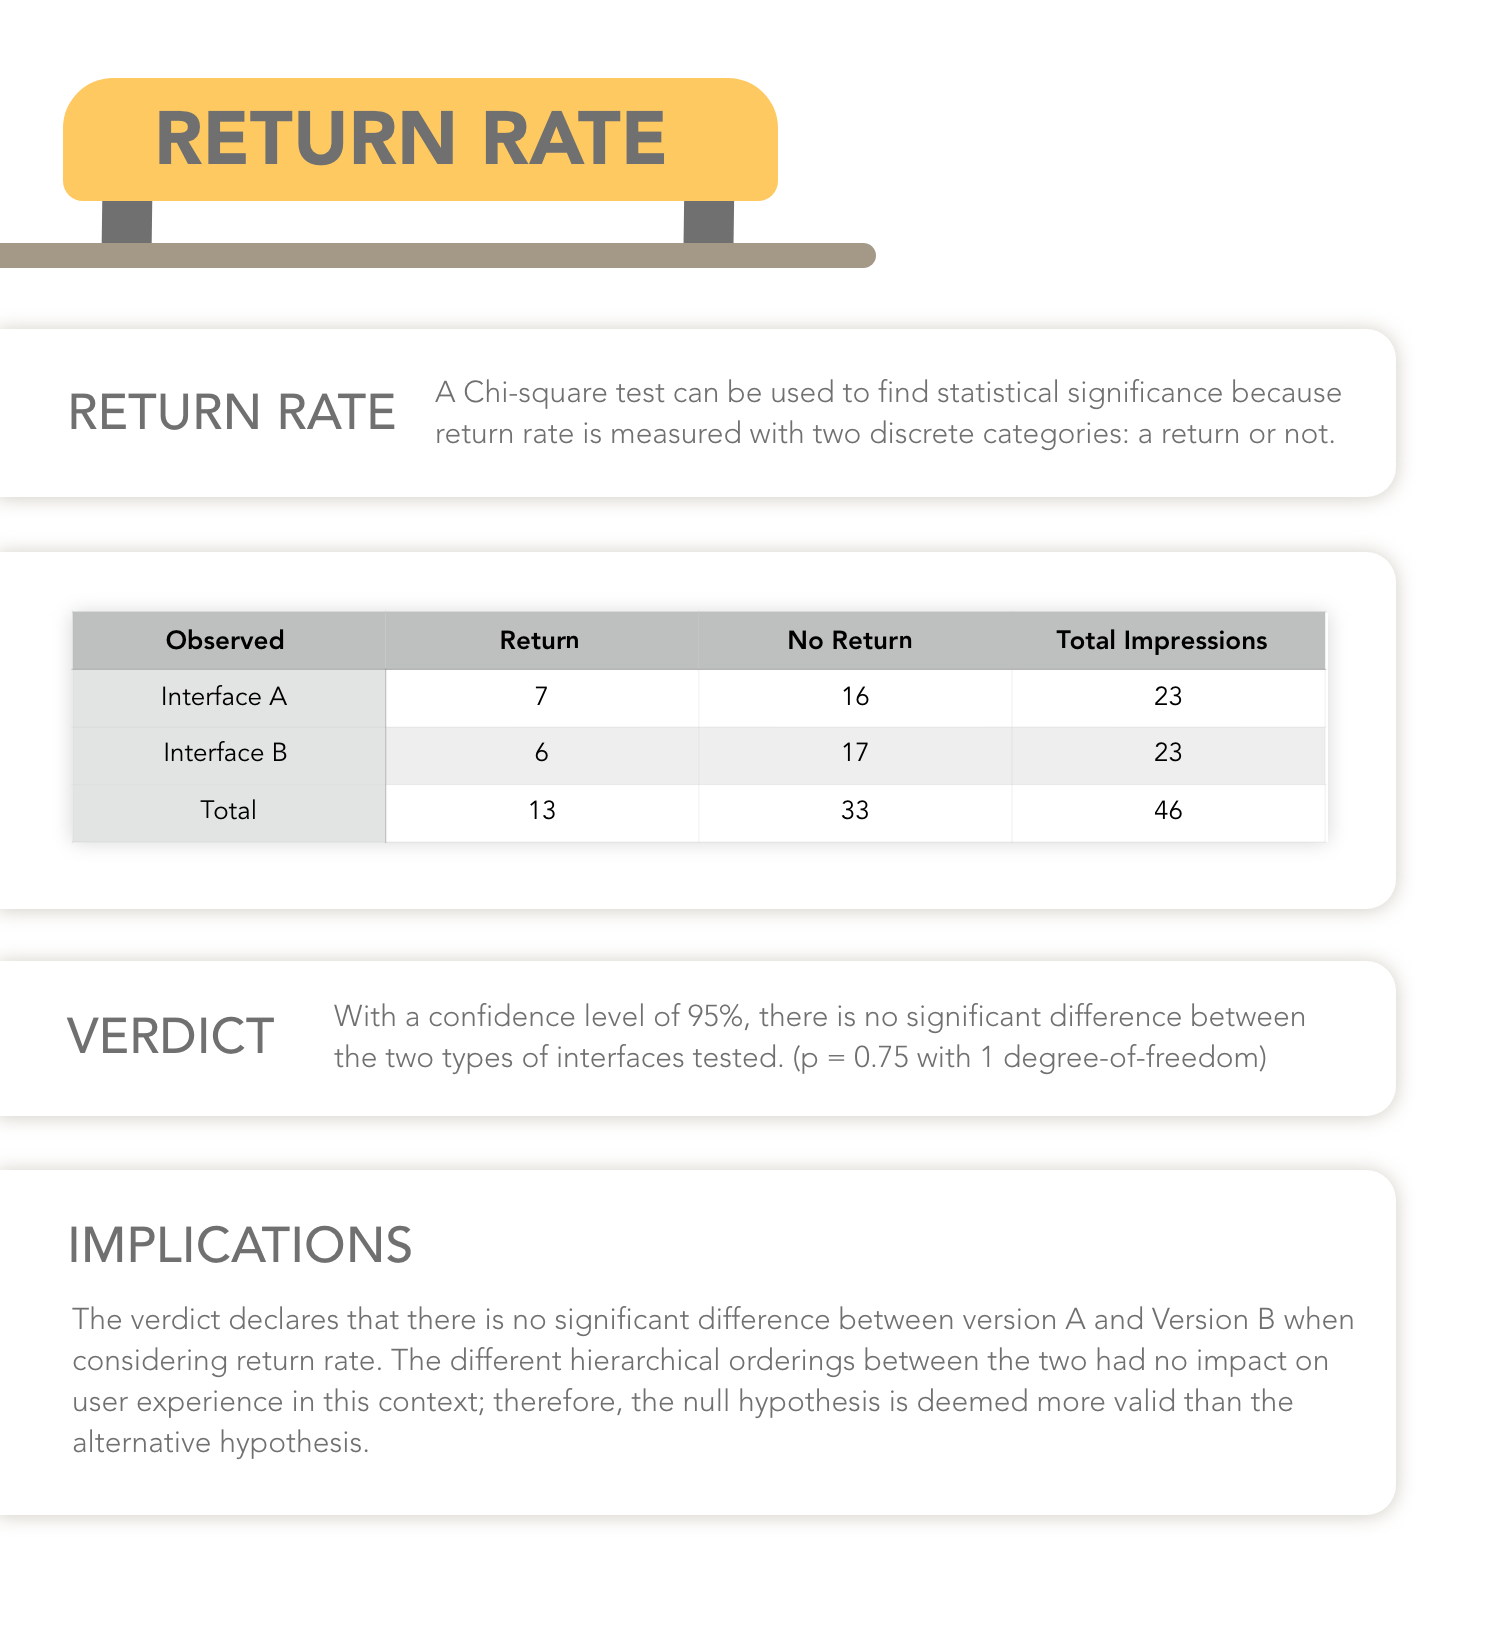 RETURN RATE
RETURN RATE
A Chi-square test can be used to find statistical significance because
return rate is measured with two discrete categories: a return or not.
Observed Return No Return Total Impressions
Interface A 7 16 23
Interface B 6 17 23
Total 13 33 46
VERDICT
With a confidence level of 95%, there is no significant difference between
the two types of interfaces tested. (p = 0.75 with 1 degree-of-freedom)
IMPLICATIONS
The verdict declares that there is no significant difference between version A and Version B when
considering return rate. The different hierarchical orderings between the two had no impact on
user experience in this context; therefore, the null hypothesis is deemed more valid than the
alternative hypothesis.